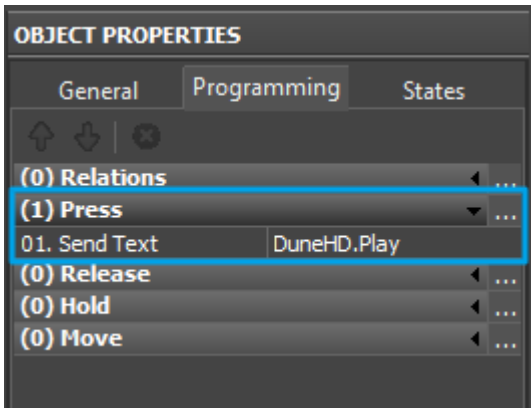 OBJECT PROPERTIES
General Programming States
(0) Relations ...
(1) Press ...
01. Send Text DuneHD.Play
(0) Release ...
(0) Hold ...
(0) Move ...